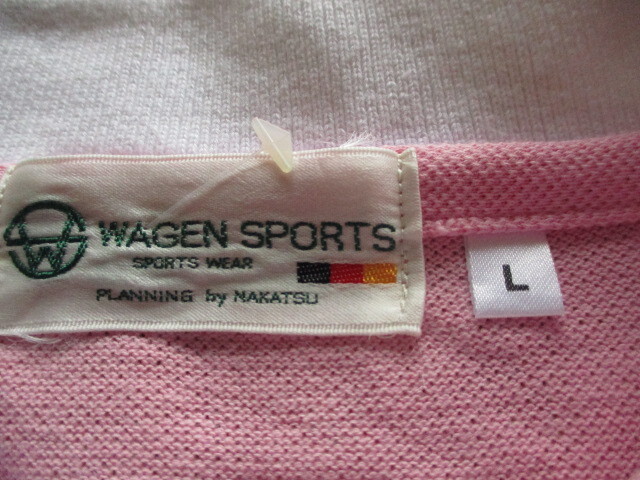 WAGEN SPORTS
SPORTS WEAR
PLANNING by NAKATSU
L